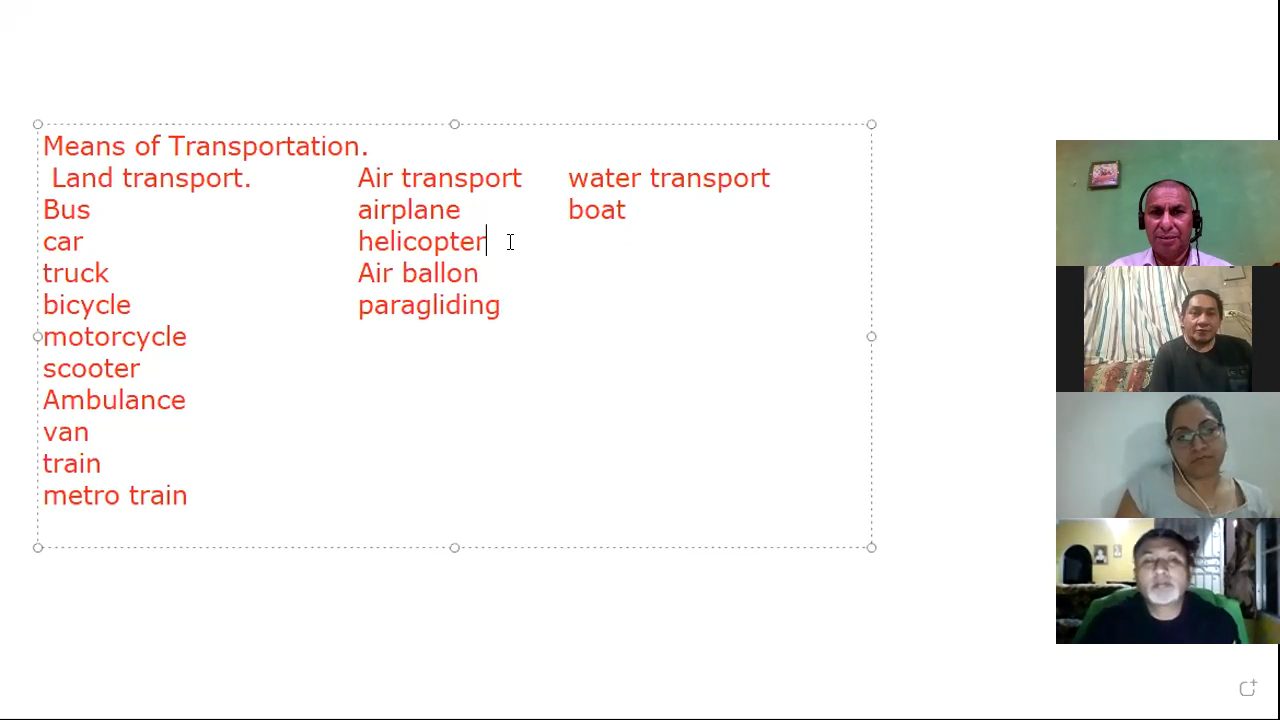 Means of Transportation.
Land transport. Air transport water transport
Bus airplane boat
car helicopter
truck Air ballon
bicycle paragliding
motorcycle
scooter
Ambulance
van
train
metro train